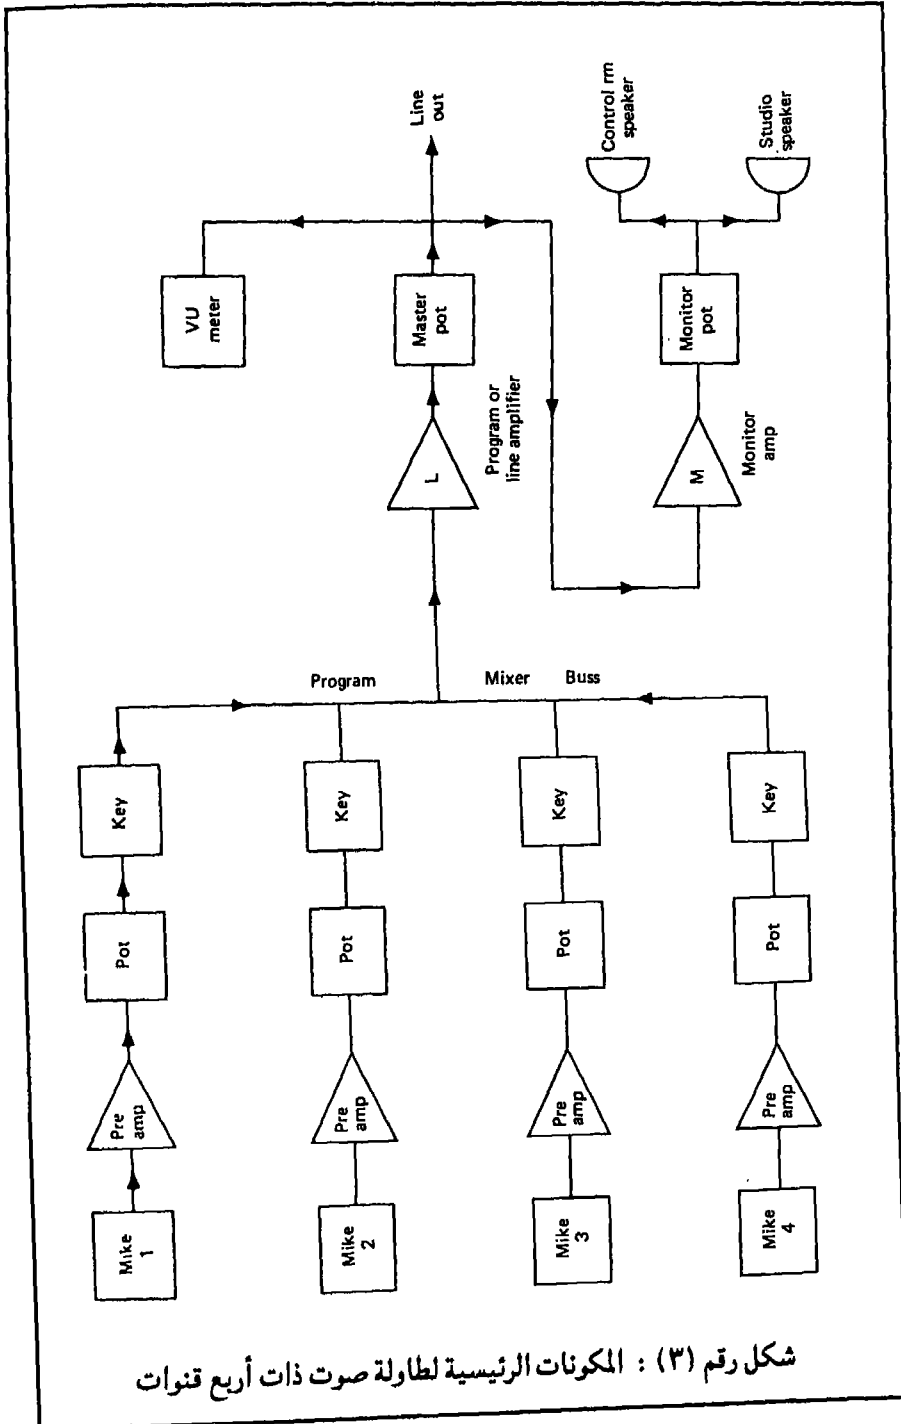 Line
out
Control rm
speaker
Studio
speaker
VU
meter
Master
pot
Monitor
pot
L
Program or
line amplifier
M
Monitor
amp
Program
Mixer
Buss
Key
Key
Key
Key
Pot
Pot
Pot
Pot
Pre
amp
Pre
amp
Pre
amp
Pre
amp
Mike
1
Mike
2
Mike
3
Mike
4
شكل رقم (٣) : المكونات الرئيسية لطاولة صوت ذات أربع قنوات